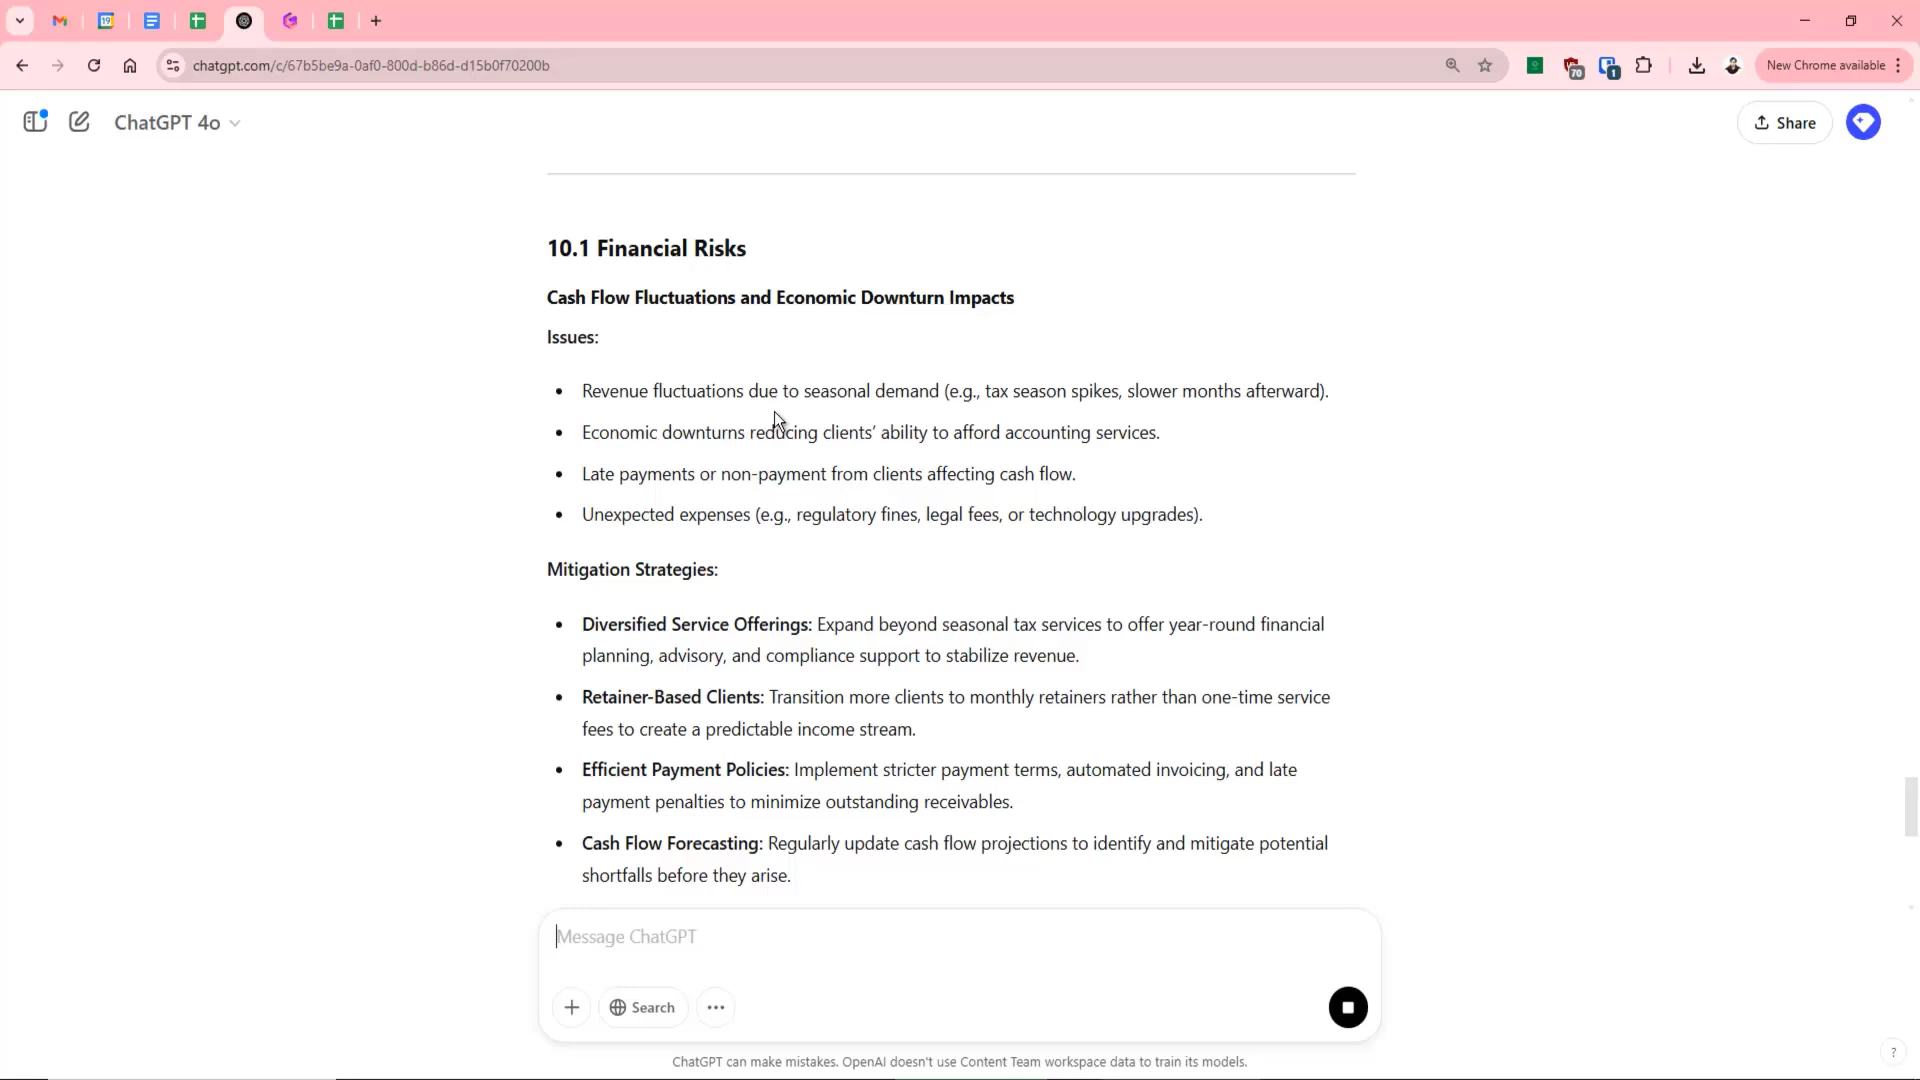 19
chatgpt.com/c/67b5be9a-0af0-800d-b86d-d15b0f70200b
70
1
New Chrome available
ChatGPT 4o
Share
10.1 Financial Risks
Cash Flow Fluctuations and Economic Downturn Impacts
Issues:
• Revenue fluctuations due to seasonal demand (e.g., tax season spikes, slower months afterward).
• Economic downturns reducing clients’ ability to afford accounting services.
• Late payments or non-payment from clients affecting cash flow.
• Unexpected expenses (e.g., regulatory fines, legal fees, or technology upgrades).
Mitigation Strategies:
• Diversified Service Offerings: Expand beyond seasonal tax services to offer year-round financial
planning, advisory, and compliance support to stabilize revenue.
• Retainer-Based Clients: Transition more clients to monthly retainers rather than one-time service
fees to create a predictable income stream.
• Efficient Payment Policies: Implement stricter payment terms, automated invoicing, and late
payment penalties to minimize outstanding receivables.
• Cash Flow Forecasting: Regularly update cash flow projections to identify and mitigate potential
shortfalls before they arise.
Message ChatGPT
Search
ChatGPT can make mistakes. OpenAI doesn't use Content Team workspace data to train its models.
?